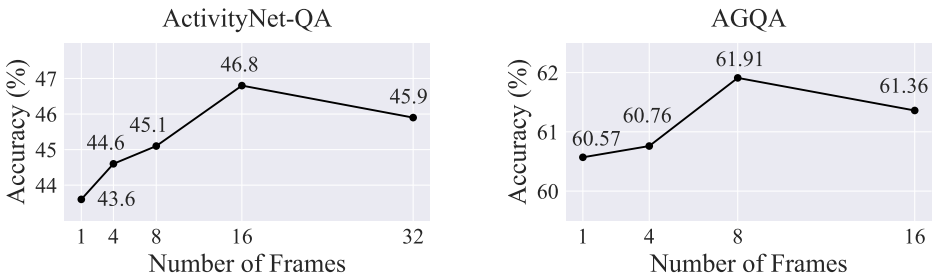 ActivityNet-QA
Accuracy (%)
47
46
45
44
43.6
44.6
45.1
46.8
45.9
1 4 8 16 32
Number of Frames
AGQA
Accuracy (%)
62
61
60
60.57
60.76
61.91
61.36
1 4 8 16
Number of Frames